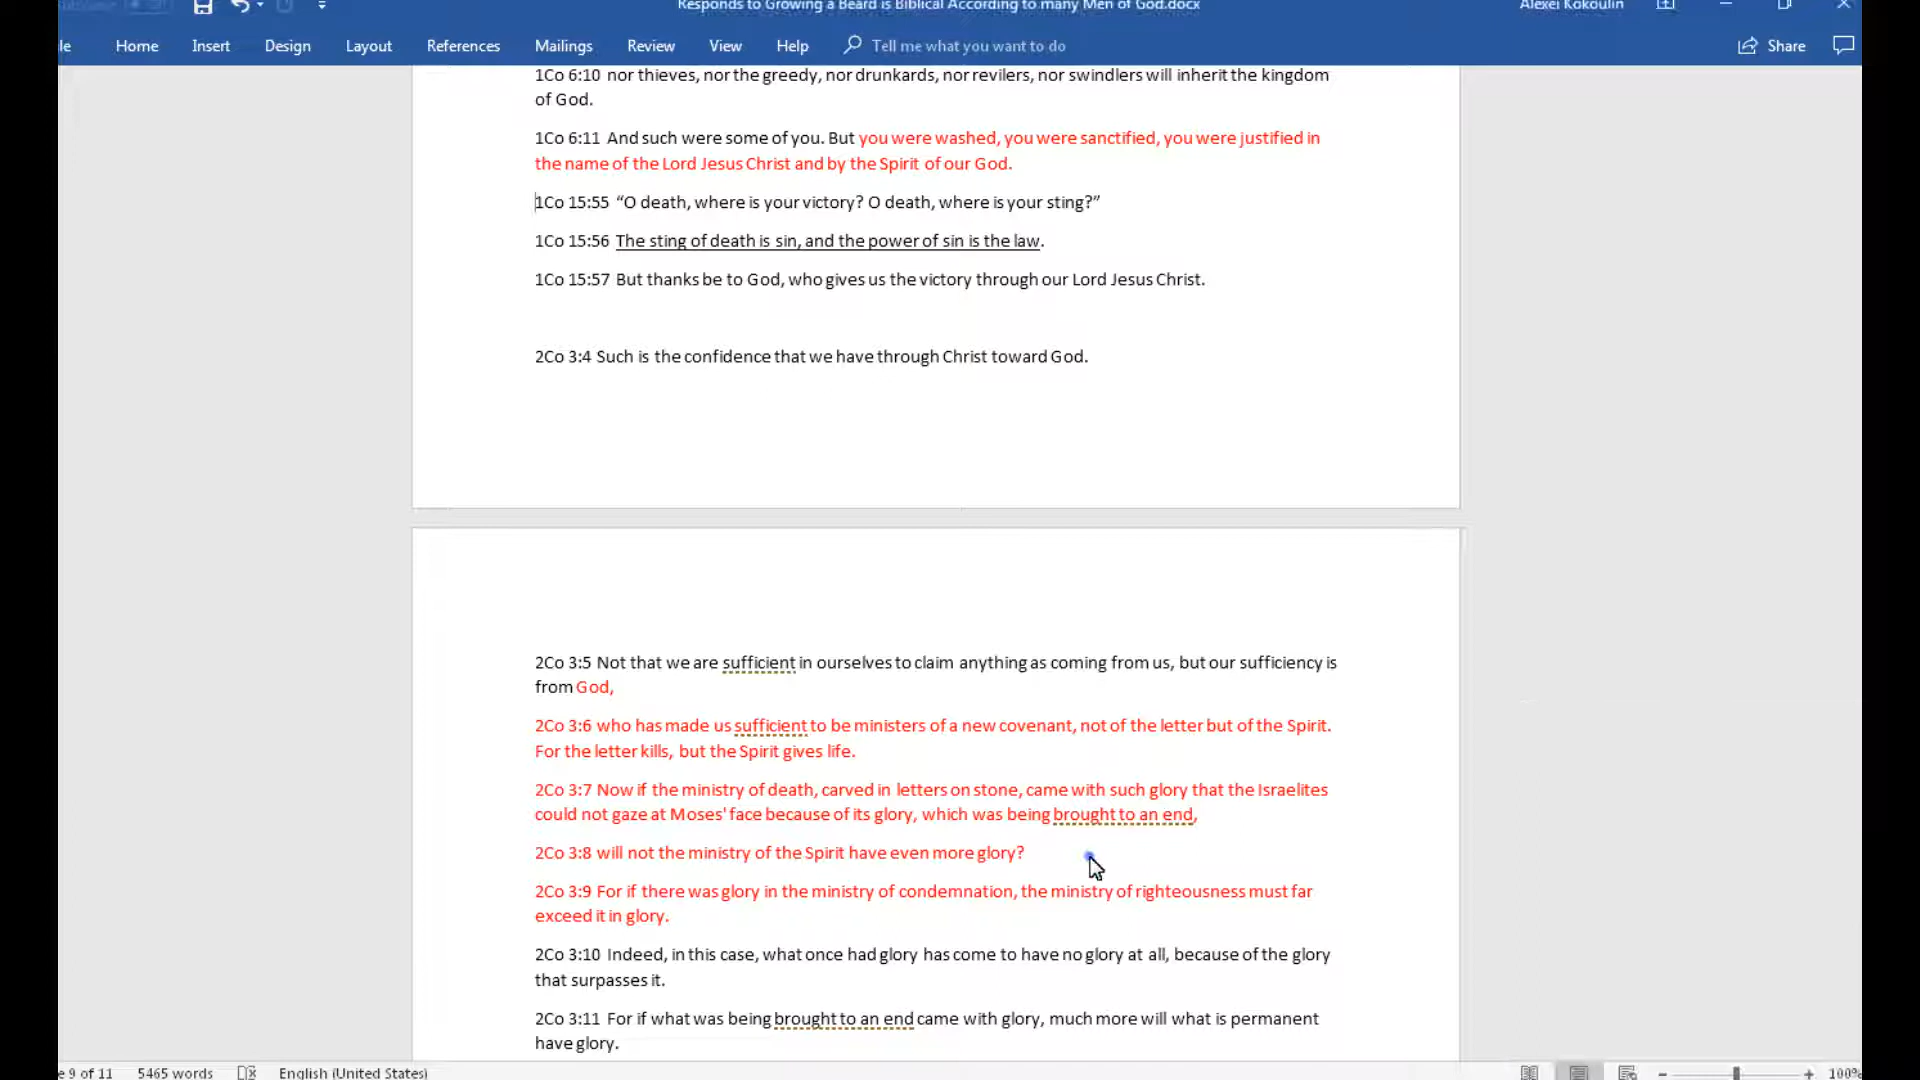 Responds to Growing a Beard is Biblical According to many Men of God.docx
Alexei Kokoulin
le Home Insert Design Layout References Mailings Review View Help Tell me what you want to do Share
1Co 6:10 nor thieves, nor the greedy, nor drunkards, nor revilers, nor swindlers will inherit the kingdom
of God.
1Co 6:11 And such were some of you. But you were washed, you were sanctified, you were justified in
the name of the Lord Jesus Christ and by the Spirit of our God.
1Co 15:55 “O death, where is your victory? O death, where is your sting?”
1Co 15:56 The sting of death is sin, and the power of sin is the law.
1Co 15:57 But thanks be to God, who gives us the victory through our Lord Jesus Christ.
2Co 3:4 Such is the confidence that we have through Christ toward God.
2Co 3:5 Not that we are sufficient in ourselves to claim anything as coming from us, but our sufficiency is
from God,
2Co 3:6 who has made us sufficient to be ministers of a new covenant, not of the letter but of the Spirit.
For the letter kills, but the Spirit gives life.
2Co 3:7 Now if the ministry of death, carved in letters on stone, came with such glory that the Israelites
could not gaze at Moses' face because of its glory, which was being brought to an end,
2Co 3:8 will not the ministry of the Spirit have even more glory?
2Co 3:9 For if there was glory in the ministry of condemnation, the ministry of righteousness must far
exceed it in glory.
2Co 3:10 Indeed, in this case, what once had glory has come to have no glory at all, because of the glory
that surpasses it.
2Co 3:11 For if what was being brought to an end came with glory, much more will what is permanent
have glory.
e 9 of 11 5465 words English (United States) 100%